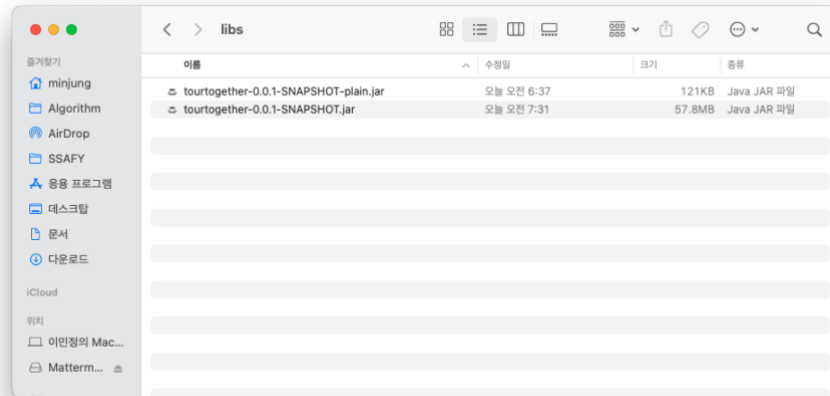 libs
즐겨찾기
minjung
Algorithm
AirDrop
SSAFY
응용 프로그램
데스크탑
문서
다운로드
iCloud
위치
이민정의 Mac...
Matterm...
이름 수정일 크기 종류
tourtogether-0.0.1-SNAPSHOT-plain.jar 오늘 오전 6:37 121KB Java JAR 파일
tourtogether-0.0.1-SNAPSHOT.jar 오늘 오전 7:31 57.8MB Java JAR 파일